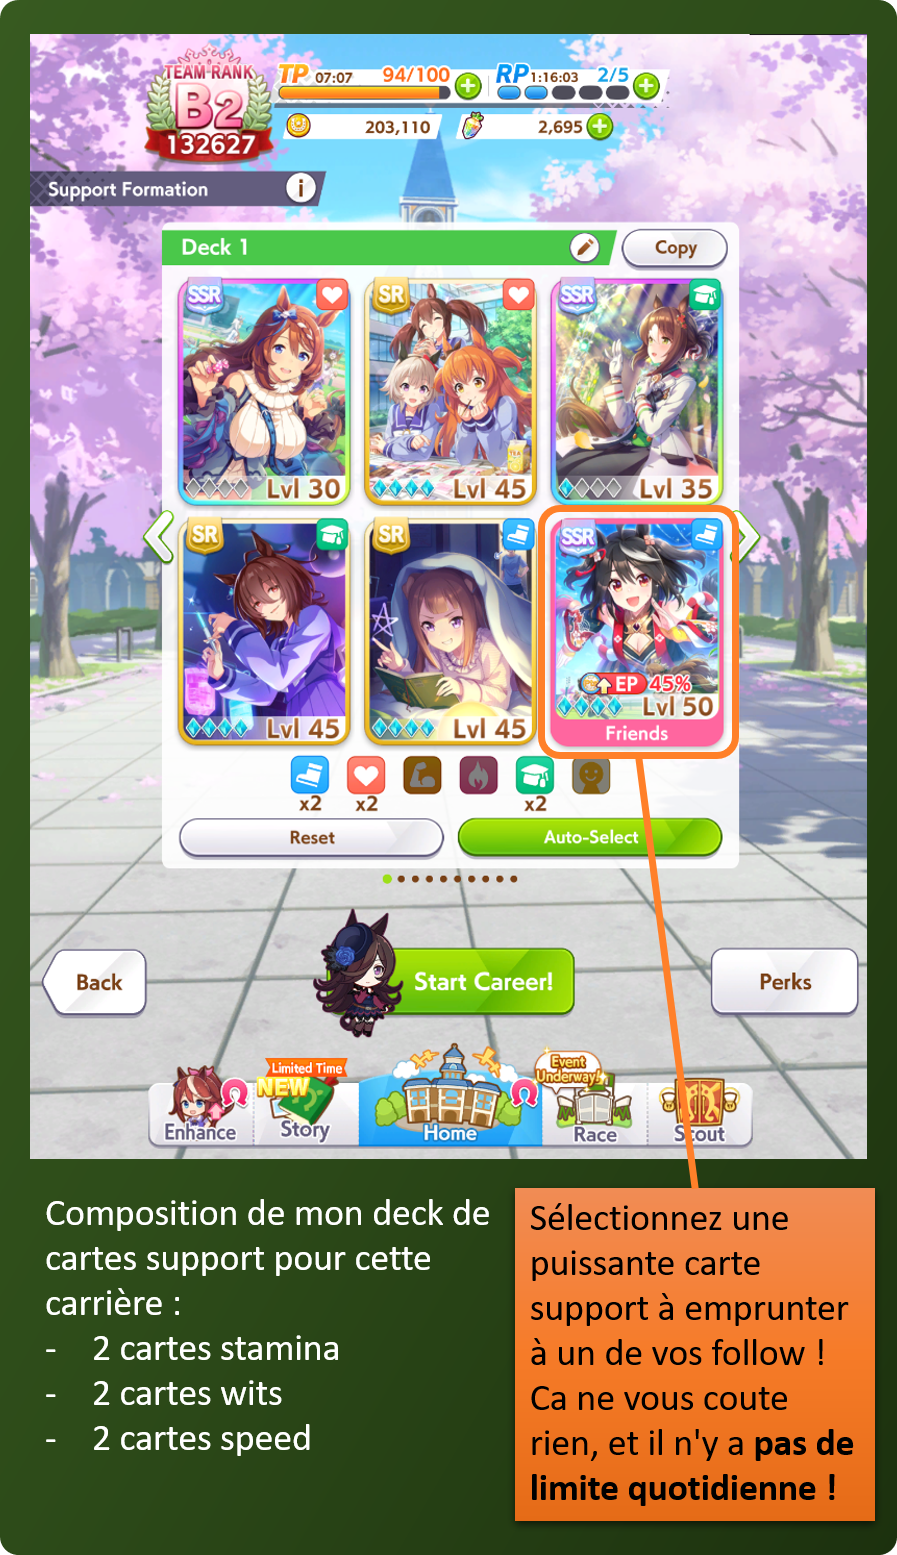 TEAM RANK
B2
132627
TP 07:07 94/100
RP 1:16:03 2/5
203,110
2,695
Support Formation
Deck 1
Copy
SSR
SR
SSR
Lvl 30
Lvl 45
Lvl 35
SR
SR
SSR
EP 45%
Lvl 45
Lvl 45
Lvl 50
Friends
x2
x2
x2
Reset
Auto-Select
Back
Start Career!
Perks
Limited Time
NEW
Event
Underway!
Enhance
Story
Home
Race
Scout
Composition de mon deck de
cartes support pour cette
carrière :
- 2 cartes stamina
- 2 cartes wits
- 2 cartes speed
Sélectionnez une
puissante carte
support à emprunter
à un de vos follow !
Ca ne vous coute
rien, et il n'y a pas de
limite quotidienne !